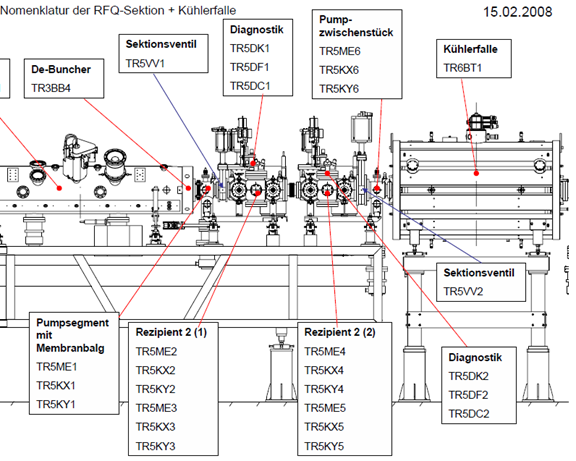 Nomenklatur der RFQ-Sektion + Kühlerfalle
15.02.2008
De-Buncher
TR3BB4
Sektionsventil
TR5VV1
Diagnostik
TR5DK1
TR5DF1
TR5DC1
Pump-
zwischenstück
TR5ME6
TR5KX6
TR5KY6
Kühlerfalle
TR6BT1
Pumpsegment
mit
Membranbalg
TR5ME1
TR5KX1
TR5KY1
Rezipient 2 (1)
TR5ME2
TR5KX2
TR5KY2
TR5ME3
TR5KX3
TR5KY3
Rezipient 2 (2)
TR5ME4
TR5KX4
TR5KY4
TR5ME5
TR5KX5
TR5KY5
Sektionsventil
TR5VV2
Diagnostik
TR5DK2
TR5DF2
TR5DC2